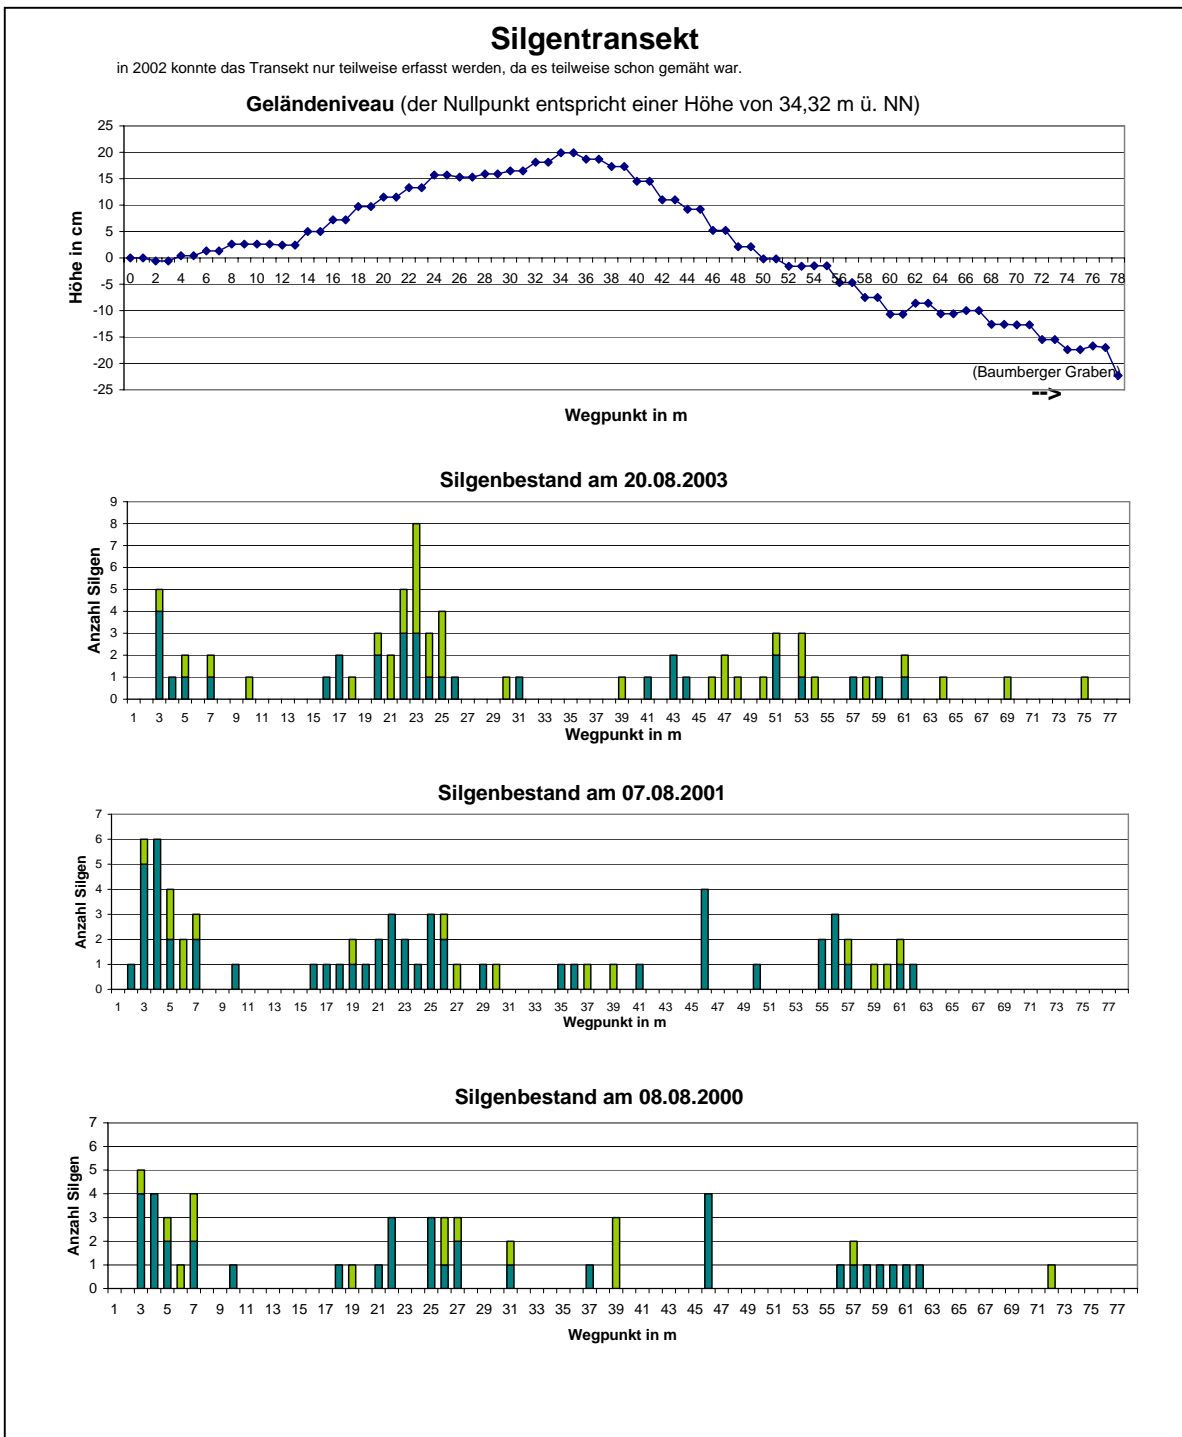 Silgentransekt
in 2002 konnte das Transekt nur teilweise erfasst werden, da es teilweise schon gemäht war.
Geländeniveau (der Nullpunkt entspricht einer Höhe von 34,32 m ü. NN)
Höhe in cm
25
20
15
10
5
0
-5
-10
-15
-20
-25
0 2 4 6 8 10 12 14 16 18 20 22 24 26 28 30 32 34 36 38 40 42 44 46 48 50 52 54 56 58 60 62 64 66 68 70 72 74 76 78
(Baumberger Graben)
-->
Wegpunkt in m
Silgenbestand am 20.08.2003
Anzahl Silgen
9
8
7
6
5
4
3
2
1
0
1 3 5 7 9 11 13 15 17 19 21 23 25 27 29 31 33 35 37 39 41 43 45 47 49 51 53 55 57 59 61 63 65 67 69 71 73 75 77
Wegpunkt in m
Silgenbestand am 07.08.2001
Anzahl Silgen
7
6
5
4
3
2
1
0
1 3 5 7 9 11 13 15 17 19 21 23 25 27 29 31 33 35 37 39 41 43 45 47 49 51 53 55 57 59 61 63 65 67 69 71 73 75 77
Wegpunkt in m
Silgenbestand am 08.08.2000
Anzahl Silgen
7
6
5
4
3
2
1
0
1 3 5 7 9 11 13 15 17 19 21 23 25 27 29 31 33 35 37 39 41 43 45 47 49 51 53 55 57 59 61 63 65 67 69 71 73 75 77
Wegpunkt in m